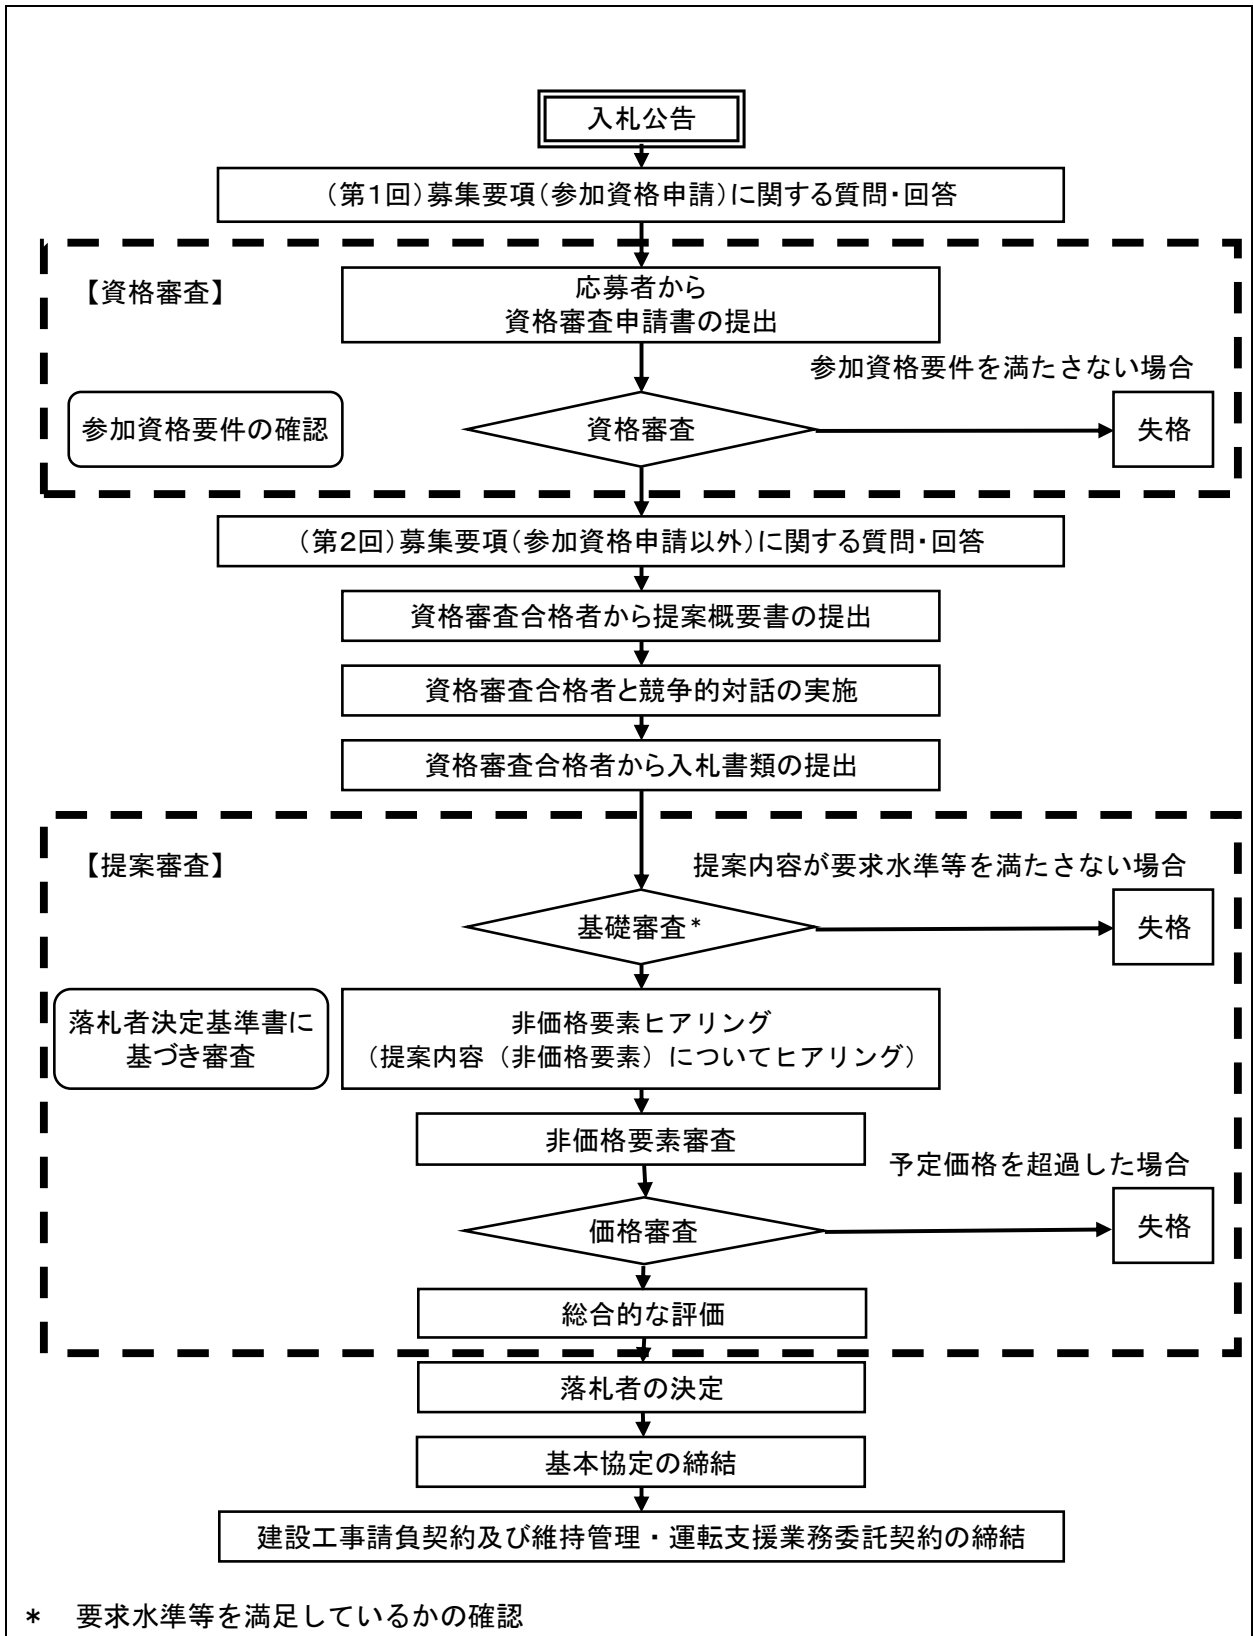 入札公告
（第1回）募集要項（参加資格申請）に関する質問・回答
【資格審査】
応募者から
資格審査申請書の提出
参加資格要件を満たさない場合
参加資格要件の確認
資格審査
失格
（第2回）募集要項（参加資格申請以外）に関する質問・回答
資格審査合格者から提案概要書の提出
資格審査合格者と競争的対話の実施
資格審査合格者から入札書類の提出
【提案審査】
提案内容が要求水準等を満たさない場合
基礎審査*
失格
落札者決定基準書に
基づき審査
非価格要素ヒアリング
（提案内容（非価格要素）についてヒアリング）
非価格要素審査
予定価格を超過した場合
価格審査
失格
総合的な評価
落札者の決定
基本協定の締結
建設工事請負契約及び維持管理・運転支援業務委託契約の締結
* 要求水準等を満足しているかの確認